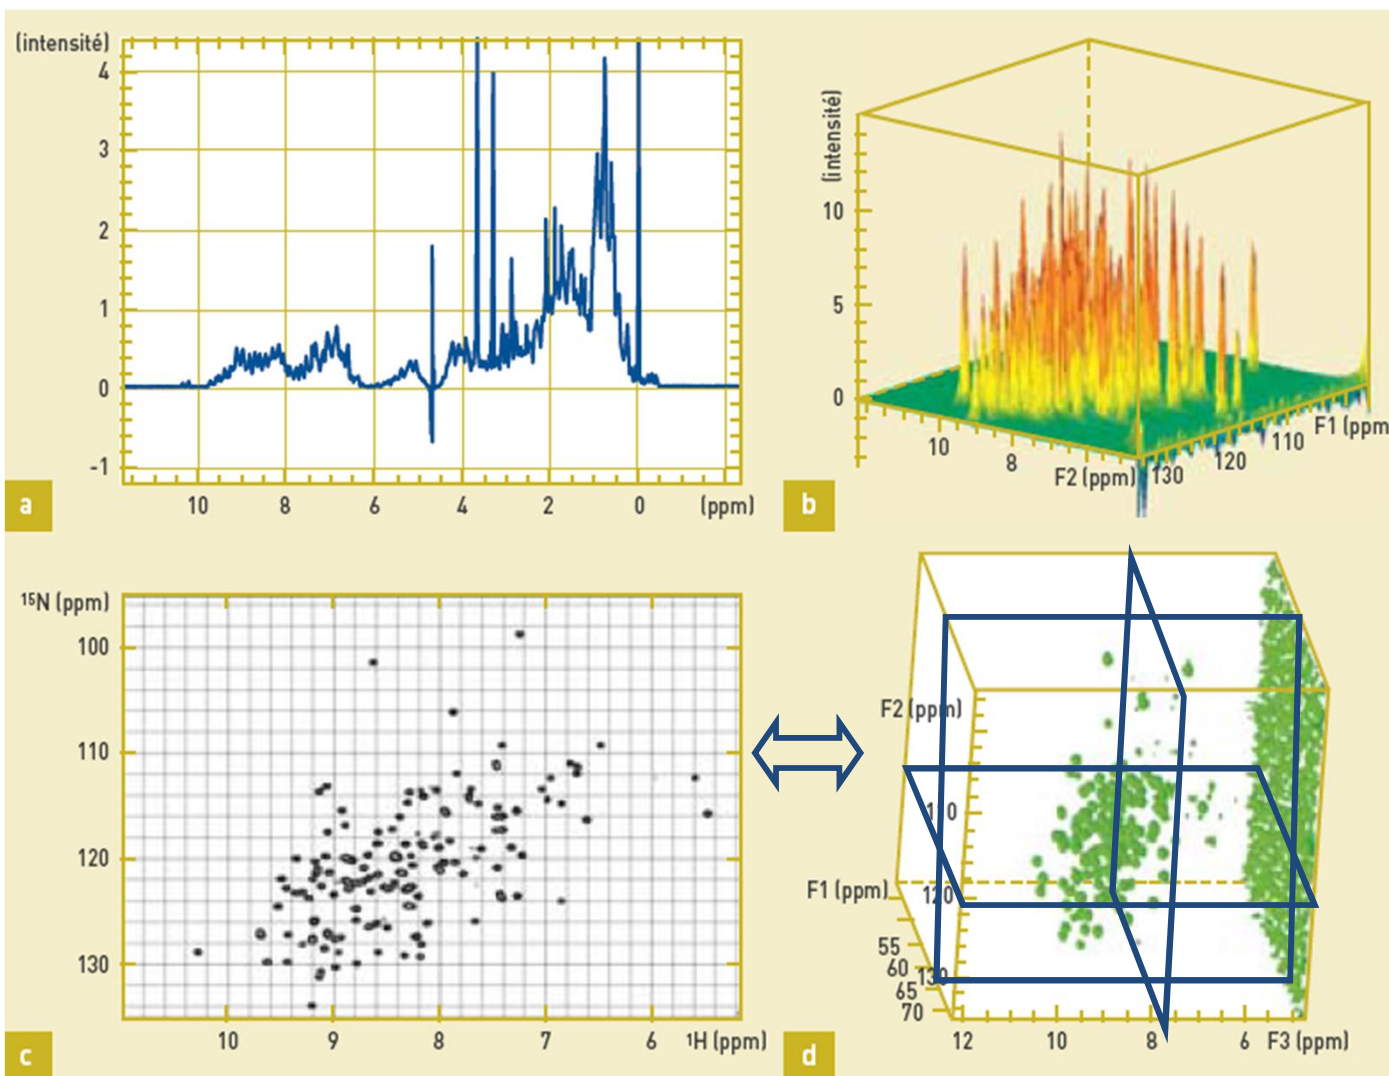 (intensité)
4
3
2
1
0
-1
10 8 6 4 2 0 (ppm)
a
(intensité)
10
5
0
10
8
F2 (ppm)
130
120
110
F1 (ppm
b
¹⁵N (ppm)
100
110
120
130
10 9 8 7 6 ¹H (ppm)
c
F2 (ppm)
110
120
130
F1 (ppm)
55
60
65
70
12 10 8 6 F3 (ppm)
d